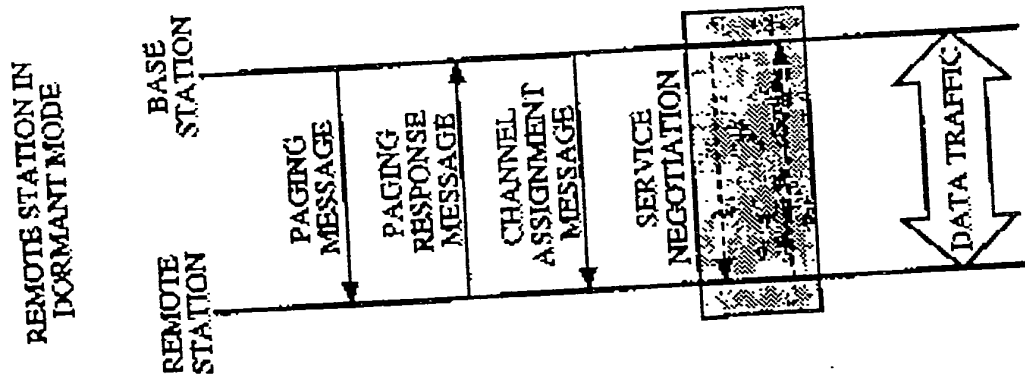 REMOTE STATION IN
DORMANT MODE
REMOTE
STATION
BASE
STATION
PAGING
MESSAGE
PAGING
RESPONSE
MESSAGE
CHANNEL
ASSIGNMENT
MESSAGE
SERVICE
NEGOTIATION
DATA TRAFFIC